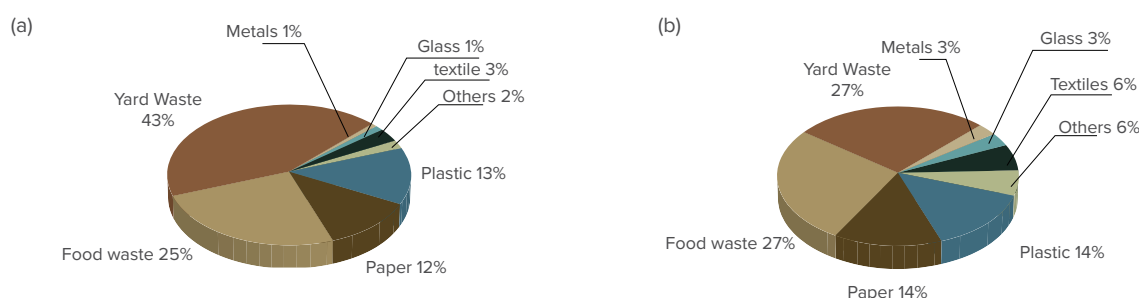 (a)
Metals 1%
Glass 1%
textile 3%
Others 2%
Yard Waste
43%
Plastic 13%
Food waste 25%
Paper 12%
(b)
Metals 3%
Glass 3%
Yard Waste
27%
Textiles 6%
Others 6%
Food waste 27%
Plastic 14%
Paper 14%